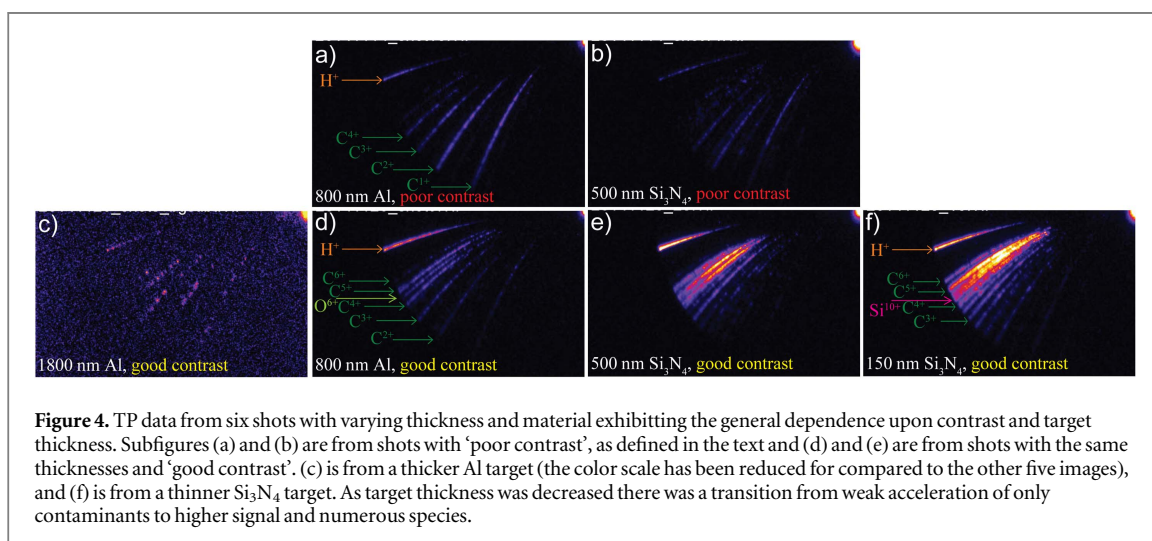 a)
H⁺
C⁴⁺
C³⁺
C²⁺
C¹⁺
800 nm Al, poor contrast
b)
500 nm Si₃N₄, poor contrast
c)
1800 nm Al, good contrast
d)
H⁺
C⁶⁺
C⁵⁺
O⁶⁺
C⁴⁺
C³⁺
C²⁺
800 nm Al, good contrast
e)
500 nm Si₃N₄, good contrast
f)
H⁺
C⁶⁺
C⁵⁺
Si¹⁰⁺
C⁴⁺
C³⁺
150 nm Si₃N₄, good contrast
Figure 4. TP data from six shots with varying thickness and material exhibitting the general dependence upon contrast and target
thickness. Subfigures (a) and (b) are from shots with ‘poor contrast’, as defined in the text and (d) and (e) are from shots with the same
thicknesses and ‘good contrast’. (c) is from a thicker Al target (the color scale has been reduced for compared to the other five images),
and (f) is from a thinner Si₃N₄ target. As target thickness was decreased there was a transition from weak acceleration of only
contaminants to higher signal and numerous species.